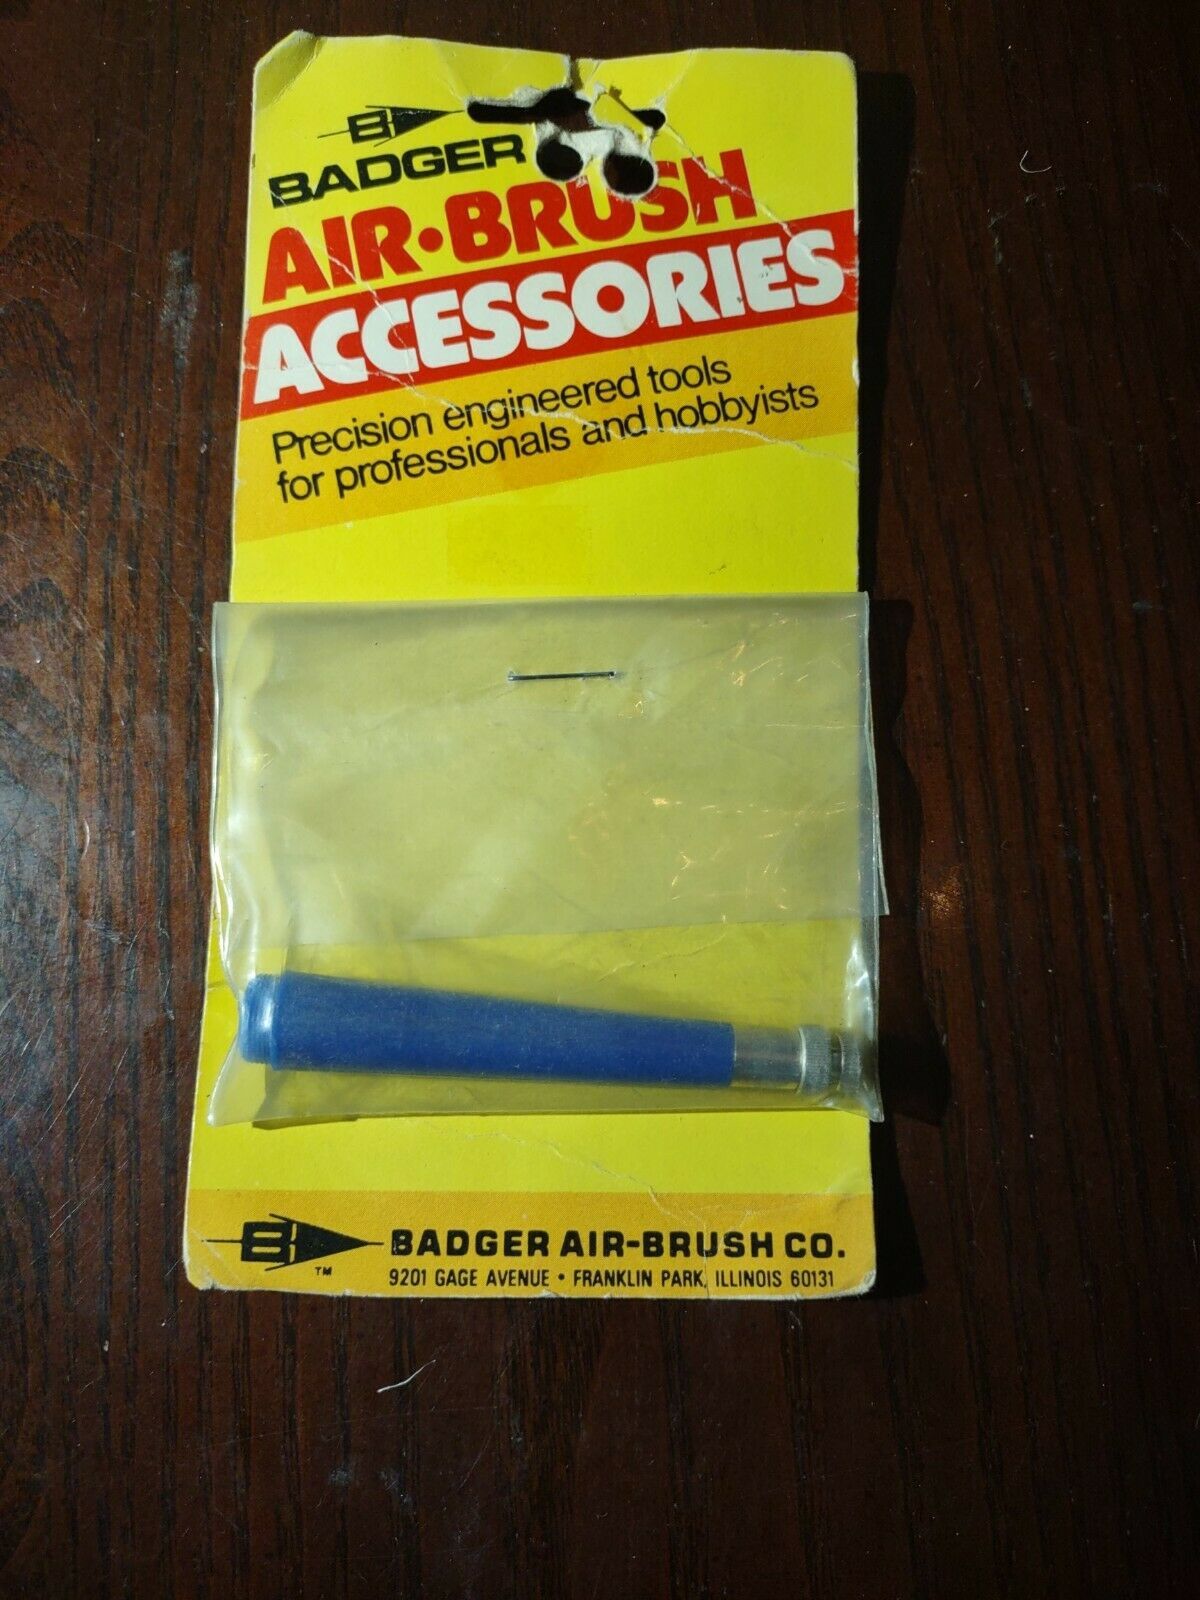 BADGER
AIR•BRUSH
ACCESSORIES
Precision engineered tools
for professionals and hobbyists
TM
BADGER AIR-BRUSH CO.
9201 GAGE AVENUE • FRANKLIN PARK, ILLINOIS 60131